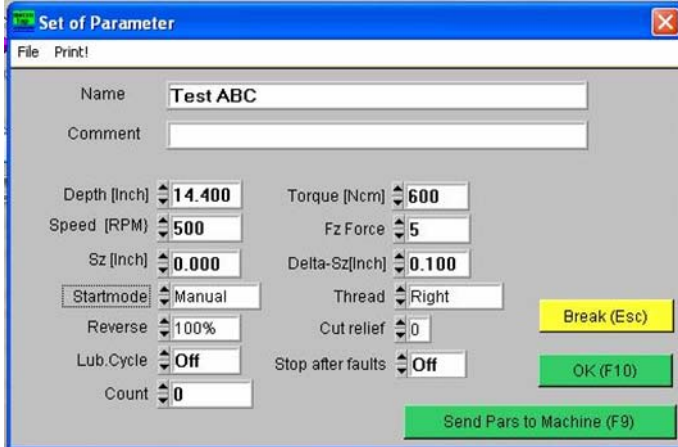 Set of Parameter
File Print!
Name Test ABC
Comment
Depth [Inch] 14.400 Torque [Ncm] 600
Speed [RPM} 500 Fz Force 5
Sz [Inch] 0.000 Delta-Sz[Inch] 0.100
Startmode Manual Thread Right
Reverse 100% Cut relief 0
Break (Esc)
Lub.Cycle Off Stop after faults Off
OK (F10)
Count 0
Send Pars to Machine (F9)